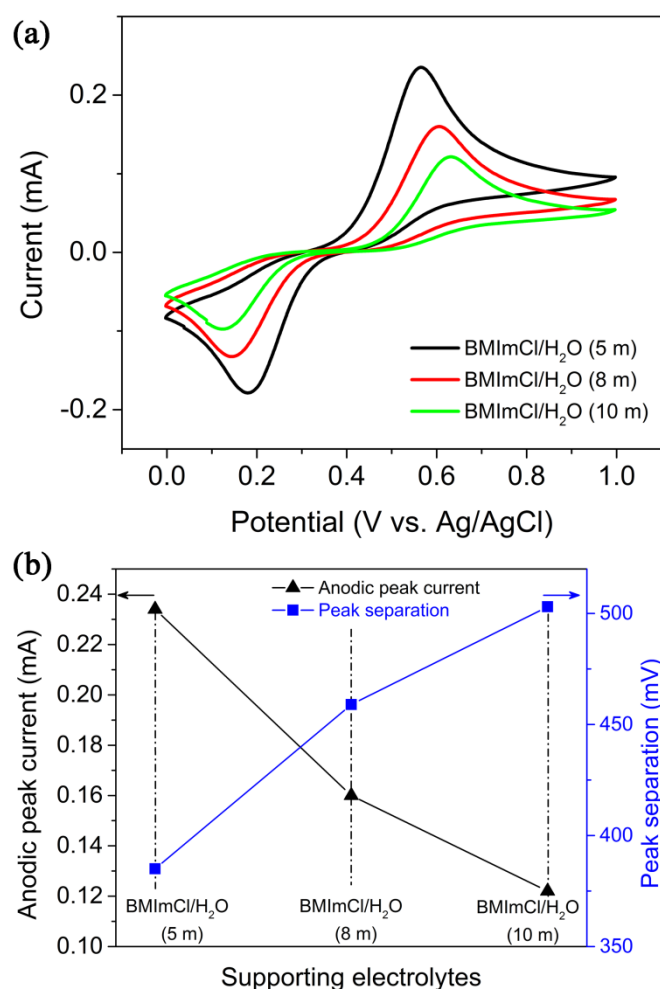 (a)
0.2
0.0
-0.2
Current (mA)
BMImCl/H₂O (5 m)
BMImCl/H₂O (8 m)
BMImCl/H₂O (10 m)
0.0 0.2 0.4 0.6 0.8 1.0
Potential (V vs. Ag/AgCl)
(b)
Anodic peak current
Peak separation
0.24
0.22
0.20
0.18
0.16
0.14
0.12
0.10
Anodic peak current (mA)
500
450
400
350
Peak separation (mV)
BMImCl/H₂O
(5 m)
BMImCl/H₂O
(8 m)
BMImCl/H₂O
(10 m)
Supporting electrolytes